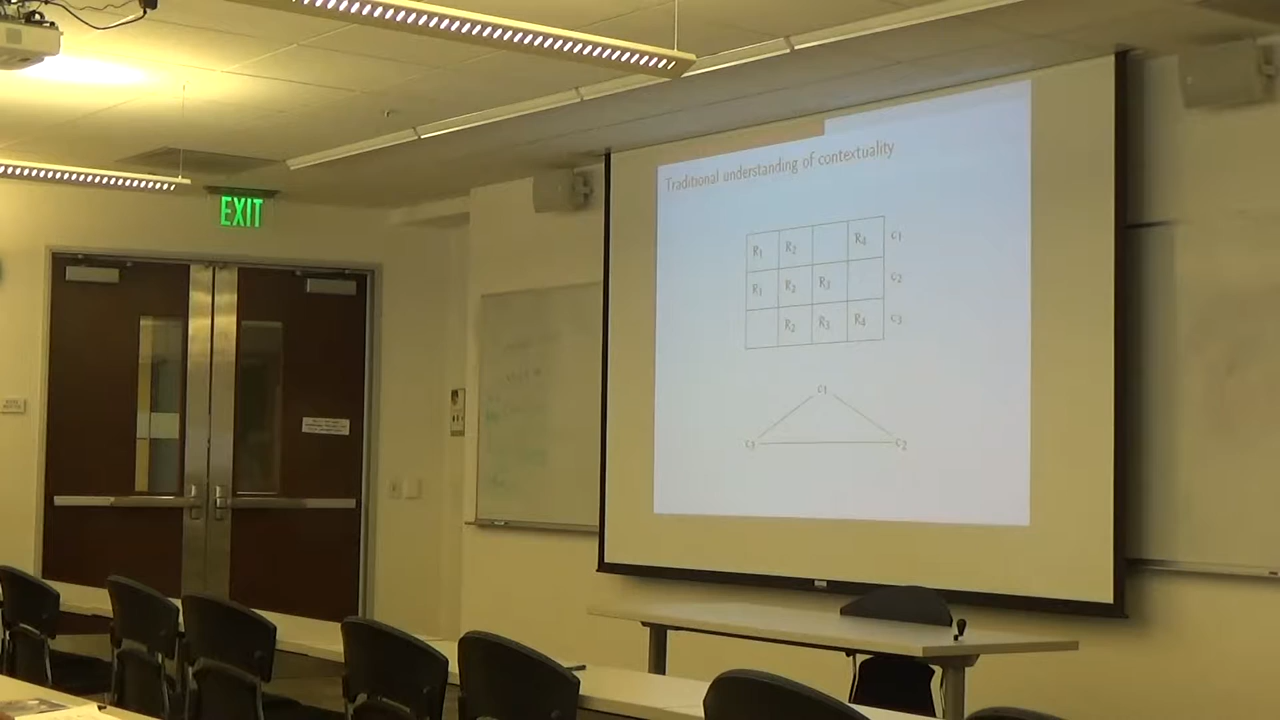 EXIT
Traditional understanding of contextuality
R1 R2 R4 c1
R1 R2 R3 c2
R2 R3 R4 c3
c1
c3 c2